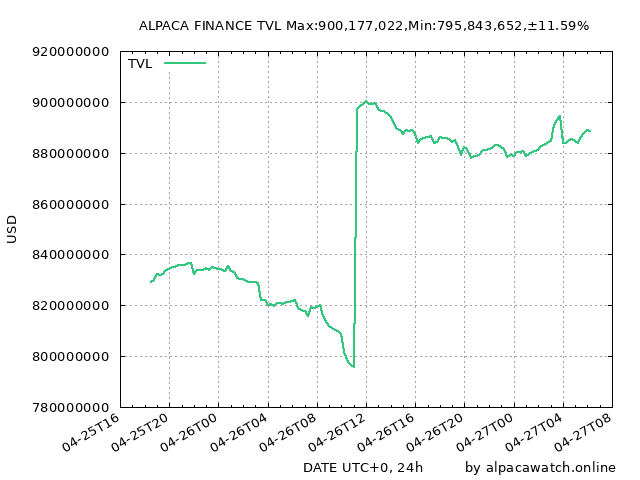 ALPACA FINANCE TVL Max:900,177,022,Min:795,843,652,±11.59%
920000000
TVL
900000000
880000000
860000000
USD
840000000
820000000
800000000
780000000
04-25T16
04-25T20
04-26T00
04-26T04
04-26T08
04-26T12
04-26T16
04-26T20
04-27T00
04-27T04
04-27T08
DATE UTC+0, 24h
by alpacawatch.online